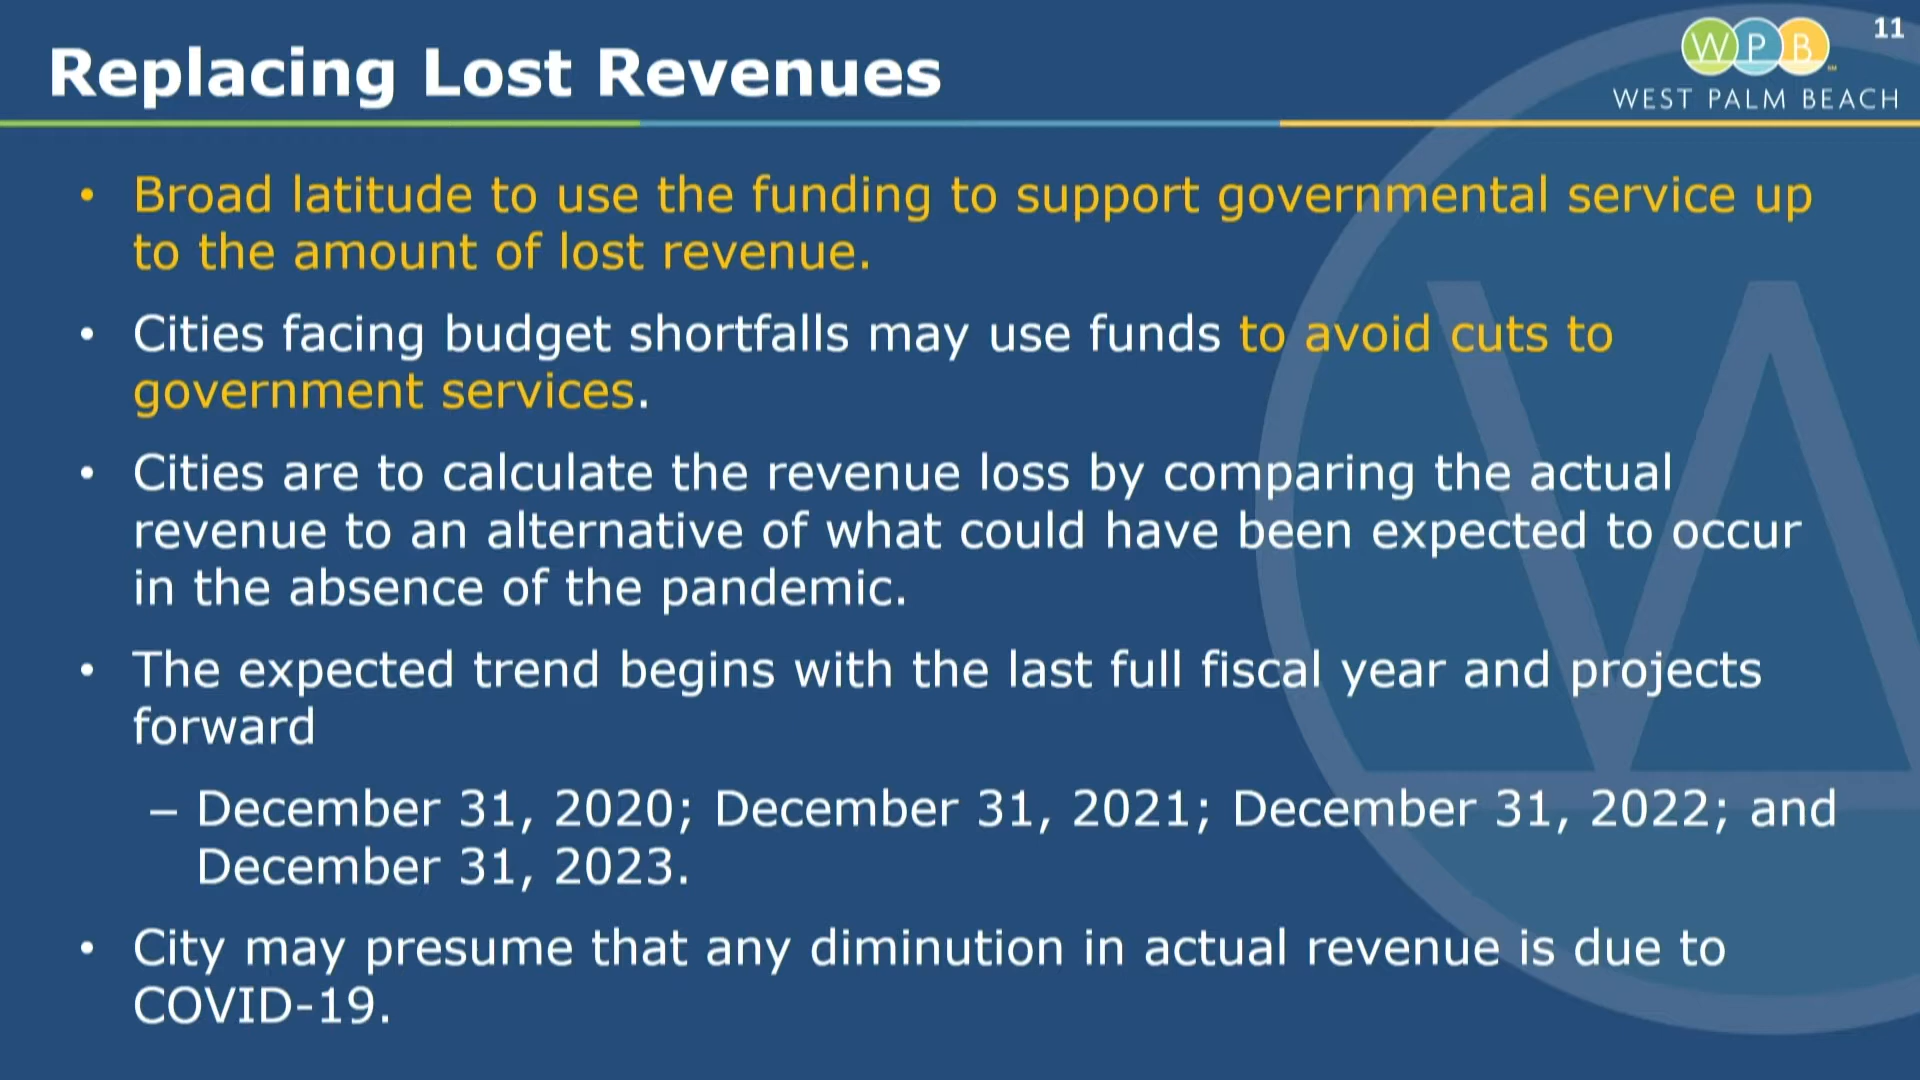 11
Replacing Lost Revenues
WPB
WEST PALM BEACH
• Broad latitude to use the funding to support governmental service up
to the amount of lost revenue.
• Cities facing budget shortfalls may use funds to avoid cuts to
government services.
• Cities are to calculate the revenue loss by comparing the actual
revenue to an alternative of what could have been expected to occur
in the absence of the pandemic.
• The expected trend begins with the last full fiscal year and projects
forward
– December 31, 2020; December 31, 2021; December 31, 2022; and
December 31, 2023.
• City may presume that any diminution in actual revenue is due to
COVID-19.